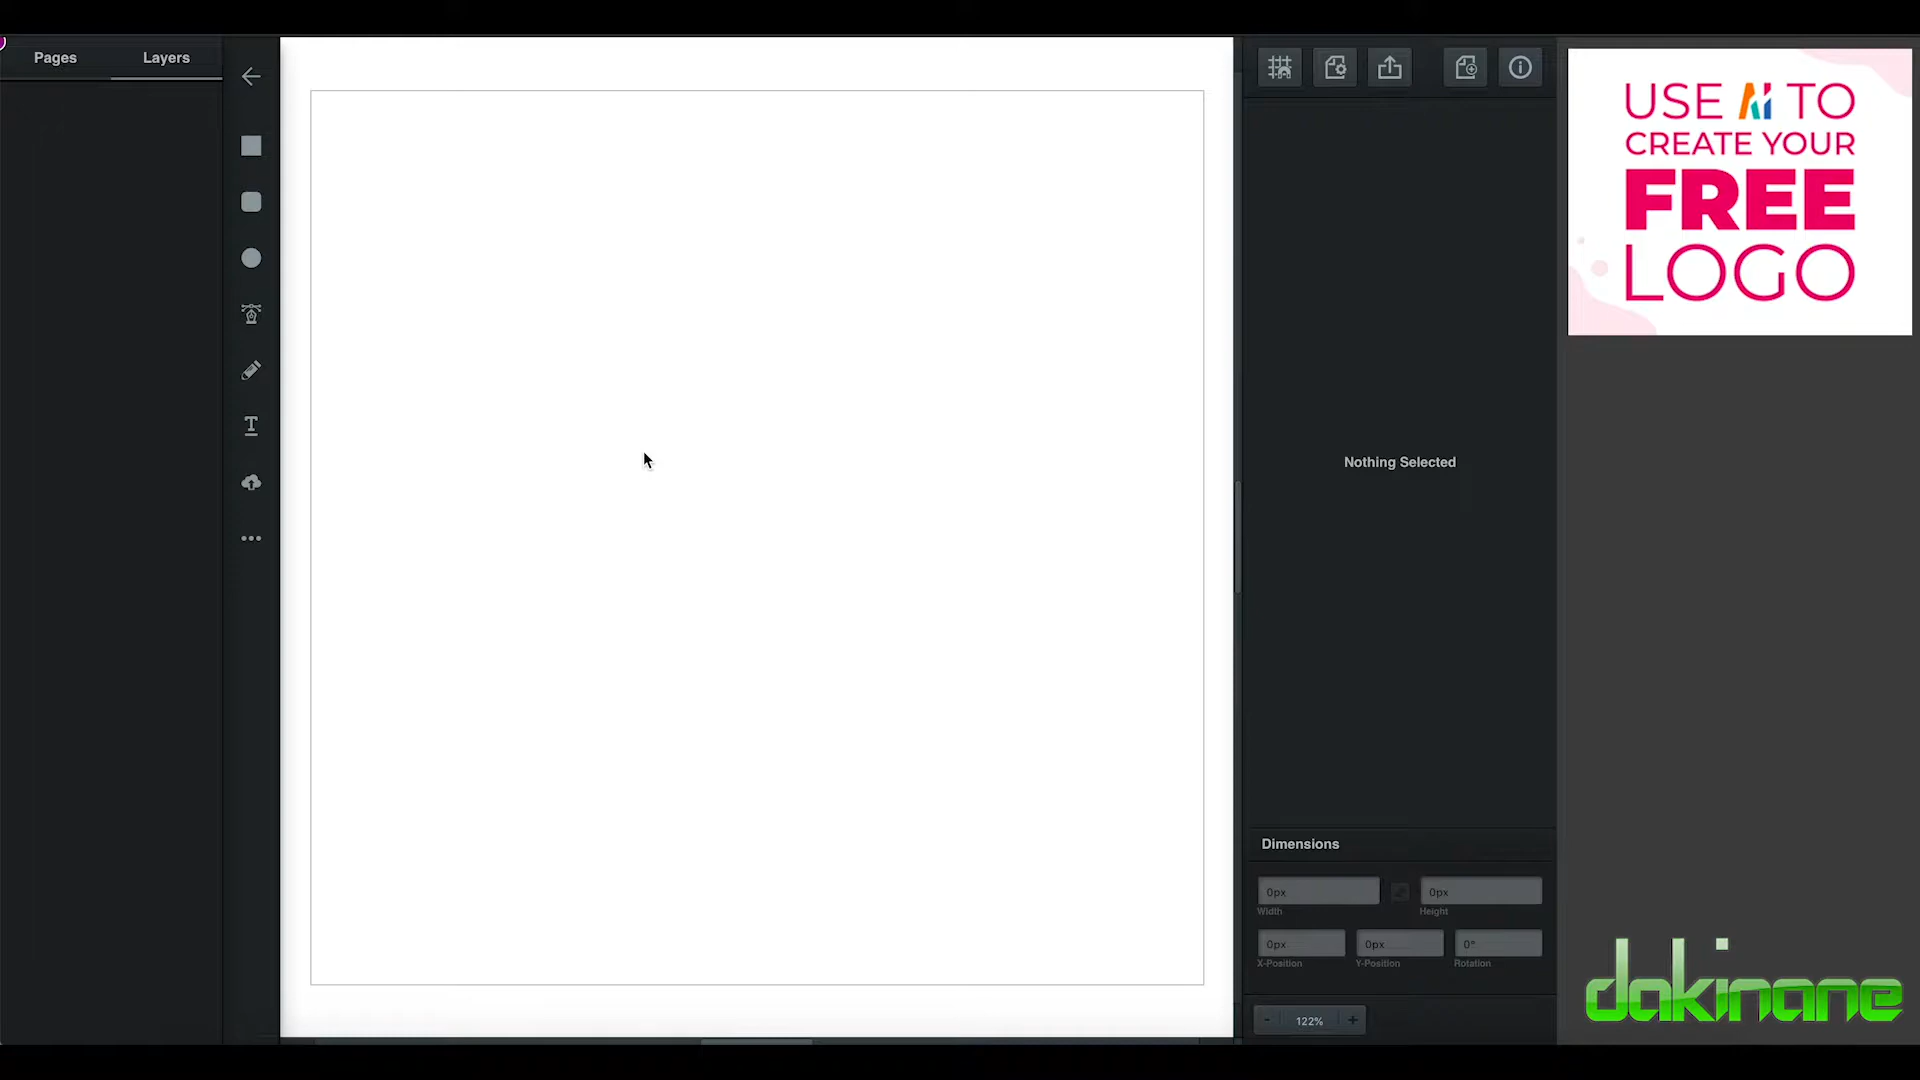 Pages
Layers
USE AI TO
CREATE YOUR
FREE
LOGO
Nothing Selected
Dimensions
0px
0px
Width
Height
0px
0px
0°
X-Position
Y-Position
Rotation
-
122%
+
dakinane